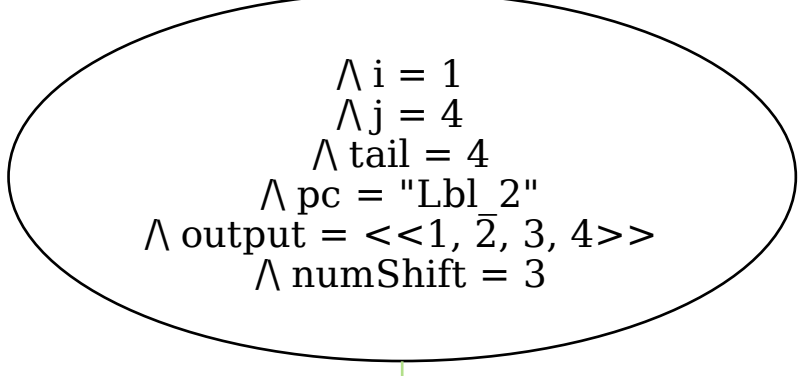 /\ i = 1
/\ j = 4
/\ tail = 4
/\ pc = "Lbl_2"
/\ output = <<1, 2, 3, 4>>
/\ numShift = 3